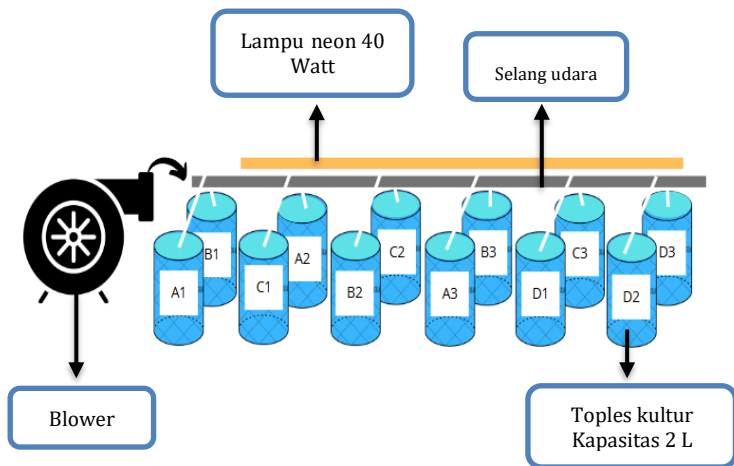 Lampu neon 40
Watt
Selang udara
B1
A2
C2
B3
C3
D3
A1
C1
B2
A3
D1
D2
Blower
Toples kultur
Kapasitas 2 L